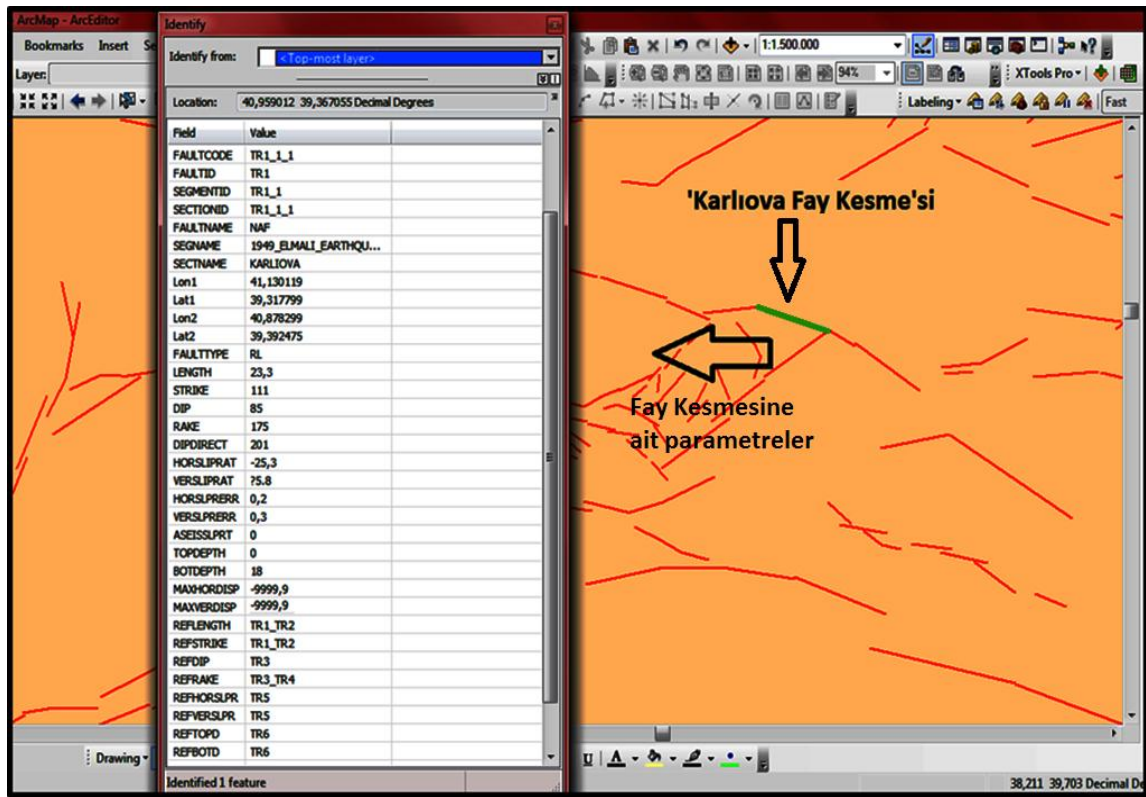 ArcMap - ArcEditor
Bookmarks Insert Se
Layer:
Identify
Identify from: <Top-most layer>
Location: 40,959012 39,367055 Decimal Degrees
Field Value
FAULTCODE TR1_1_1
FAULTID TR1
SEGMENTID TR1_1
SECTIONID TR1_1_1
FAULTNAME NAF
SEGNAME 1949_ELMALI_EARTHQU...
SECTNAME KARLIOVA
Lon1 41,130119
Lat1 39,317799
Lon2 40,878299
Lat2 39,392475
FAULTTYPE RL
LENGTH 23,3
STRIKE 111
DIP 85
RAKE 175
DIPDIRECT 201
HORSLIPRAT -25,3
VERSLIPRAT ?5.8
HORSLPRERR 0,2
VERSLPRERR 0,3
ASEISSLPRT 0
TOPDEPTH 0
BOTDEPTH 18
MAXHORDISP -9999,9
MAXVERDISP -9999,9
REFLENGTH TR1_TR2
REFSTRIKE TR1_TR2
REFDIP TR3
REFRAKE TR3_TR4
REFHORSLPR TR5
REFVERSLPR TR5
REFTOPD TR6
REFBOTD TR6
Identified 1 feature
1:1.500.000
94%
XTools Pro
Labeling
Fast
'Karlıova Fay Kesme'si
Fay Kesmesine
ait parametreler
Drawing
U A
38,211 39,703 Decimal De